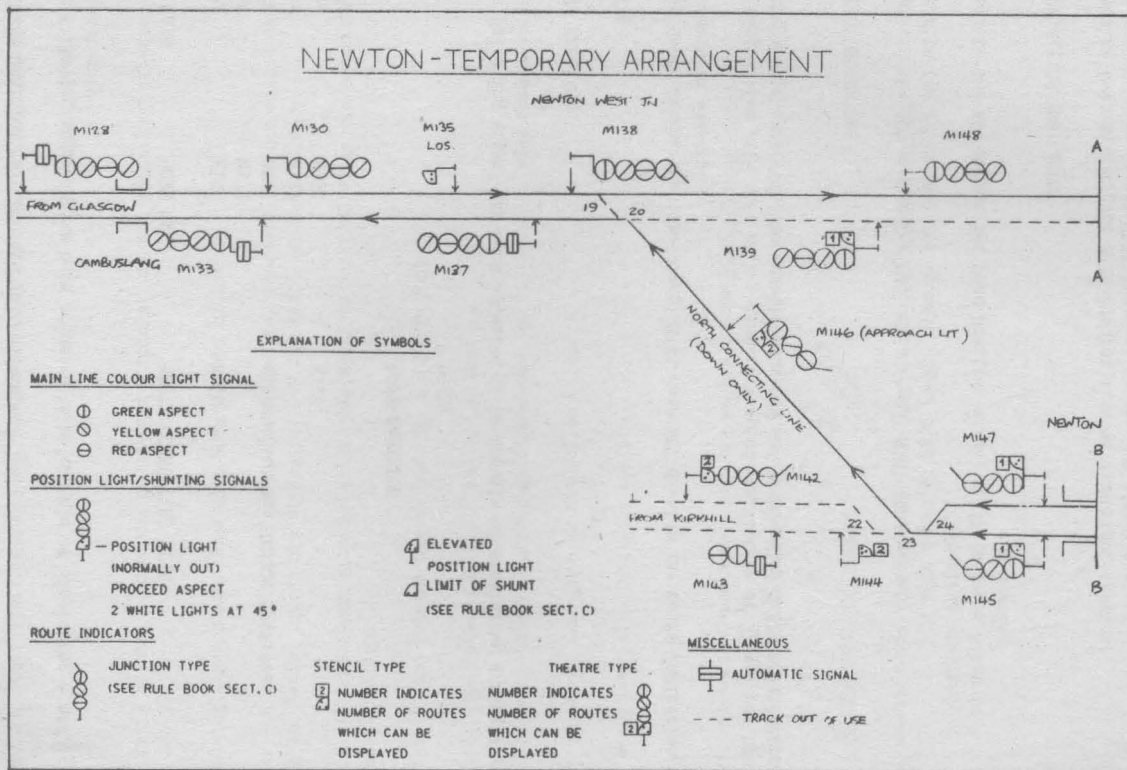 NEWTON-TEMPORARY ARRANGEMENT
NEWTON WEST JN
M128
M130
M135
LOS.
M138
M148
A
FROM GLASGOW
19
20
CAMBUSLANG
M133
M137
M139
1
A
NORTH CONNECTING LINE
(DOWN ONLY)
2
M146 (APPROACH LIT)
EXPLANATION OF SYMBOLS
MAIN LINE COLOUR LIGHT SIGNAL
GREEN ASPECT
YELLOW ASPECT
RED ASPECT
M147
NEWTON
2
M142
1
B
FROM KIRKHILL
22
23
24
M143
M144
2
M145
1
B
POSITION LIGHT/SHUNTING SIGNALS
— POSITION LIGHT
(NORMALLY OUT)
PROCEED ASPECT
2 WHITE LIGHTS AT 45°
ELEVATED
POSITION LIGHT
LIMIT OF SHUNT
(SEE RULE BOOK SECT. C)
ROUTE INDICATORS
JUNCTION TYPE
(SEE RULE BOOK SECT. C)
STENCIL TYPE
2 NUMBER INDICATES
NUMBER OF ROUTES
WHICH CAN BE
DISPLAYED
THEATRE TYPE
NUMBER INDICATES
NUMBER OF ROUTES
WHICH CAN BE
DISPLAYED
2
MISCELLANEOUS
AUTOMATIC SIGNAL
TRACK OUT OF USE